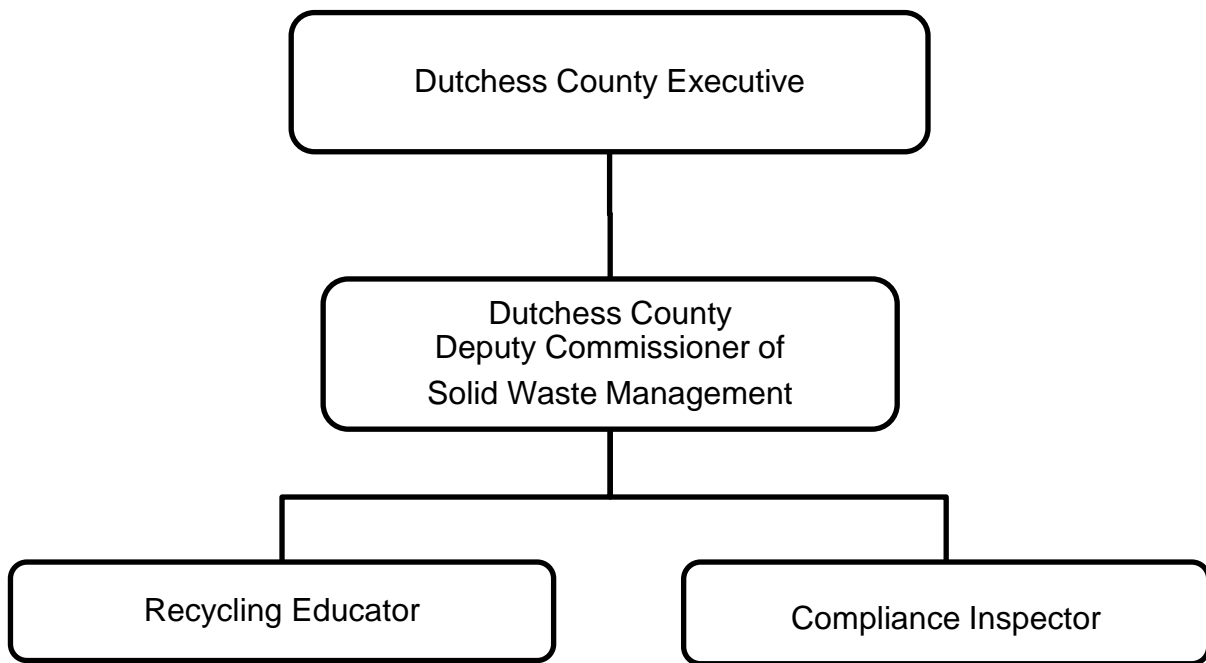 Dutchess County Executive
Dutchess County
Deputy Commissioner of
Solid Waste Management
Recycling Educator
Compliance Inspector